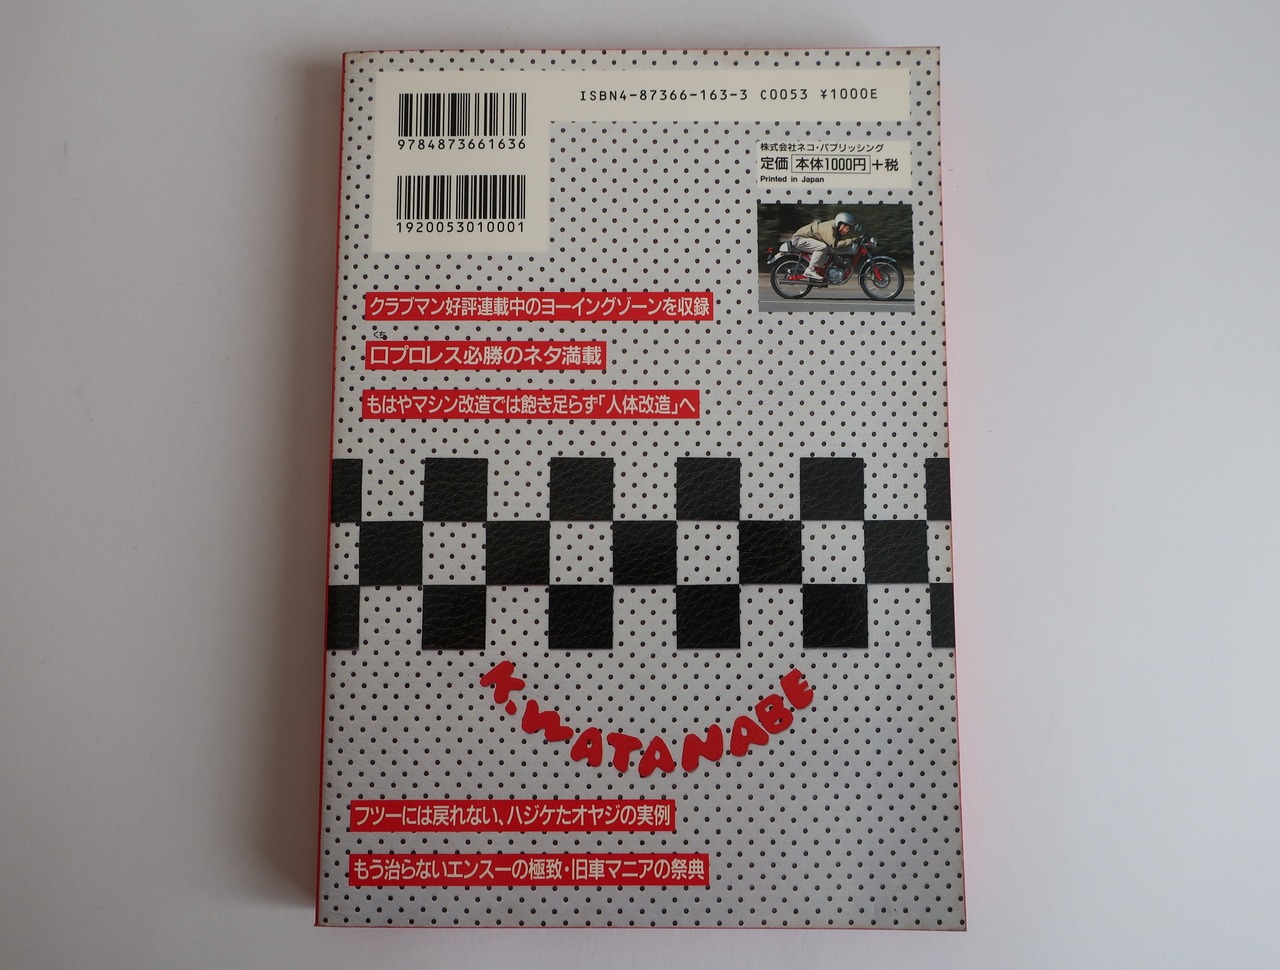 ISBN4-87366-163-3 C0053 ¥1000E
9784873661636
1920053010001
株式会社ネコ・パブリッシング
定価 本体1000円+税
Printed in Japan
クラブマン好評連載中のヨーイングゾーンを収録
くち
口プロレス必勝のネタ満載
もはやマシン改造では飽き足らず「人体改造」へ
K.WATANABE
フツーには戻れない、ハジケたオヤジの実例
もう治らないエンスーの極致・旧車マニアの祭典